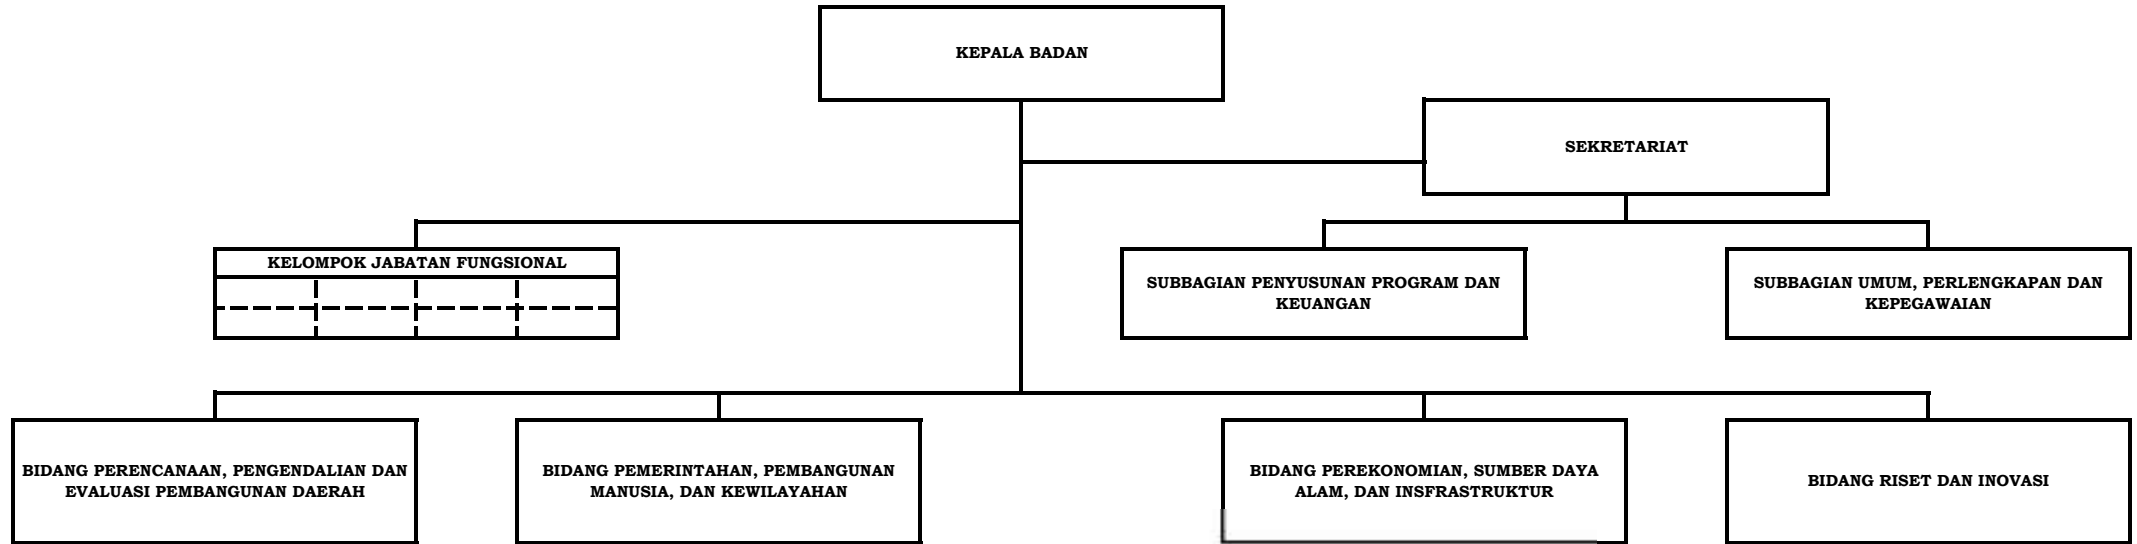 KEPALA BADAN
SEKRETARIAT
KELOMPOK JABATAN FUNGSIONAL
SUBBAGIAN PENYUSUNAN PROGRAM DAN
KEUANGAN
SUBBAGIAN UMUM, PERLENGKAPAN DAN
KEPEGAWAIAN
BIDANG PERENCANAAN, PENGENDALIAN DAN
EVALUASI PEMBANGUNAN DAERAH
BIDANG PEMERINTAHAN, PEMBANGUNAN
MANUSIA, DAN KEWILAYAHAN
BIDANG PEREKONOMIAN, SUMBER DAYA
ALAM, DAN INSFRASTRUKTUR
BIDANG RISET DAN INOVASI